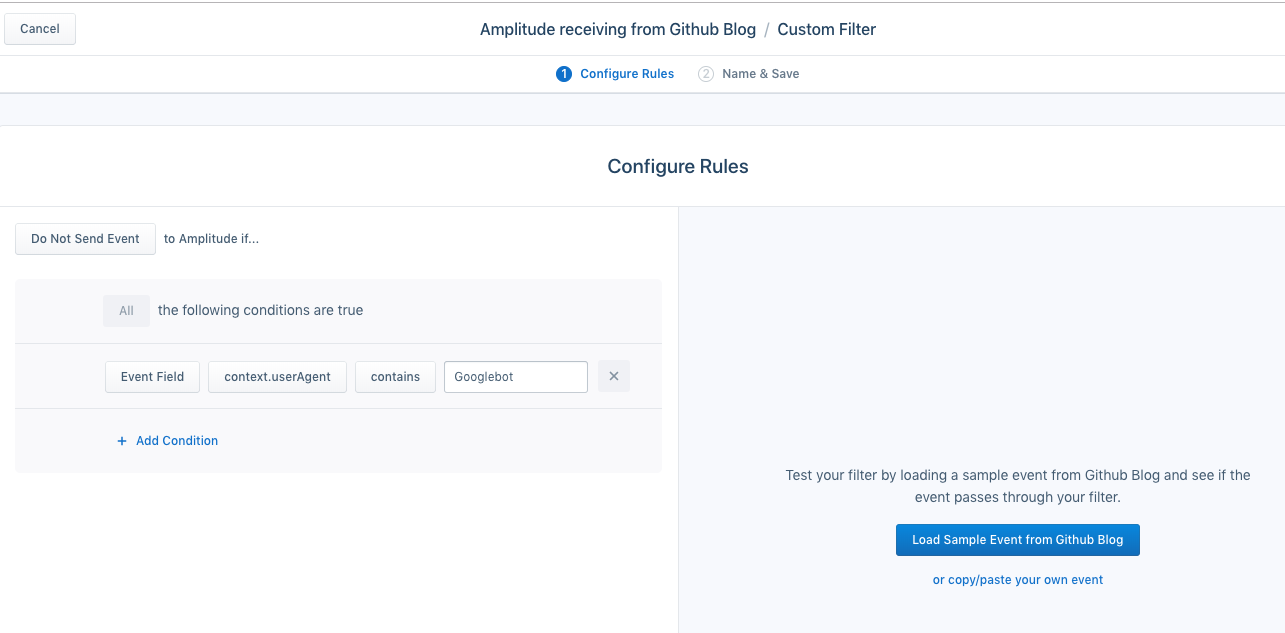 Cancel
Amplitude receiving from Github Blog / Custom Filter
1 Configure Rules 2 Name & Save
Configure Rules
Do Not Send Event to Amplitude if...
All the following conditions are true
Event Field context.userAgent contains Googlebot ✕
+ Add Condition
Test your filter by loading a sample event from Github Blog and see if the
event passes through your filter.
Load Sample Event from Github Blog
or copy/paste your own event